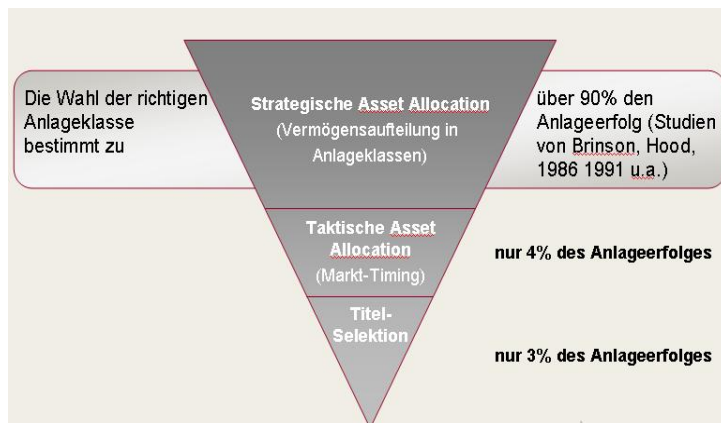 Die Wahl der richtigen
Anlageklasse
bestimmt zu
Strategische Asset Allocation
(Vermögensaufteilung in
Anlageklassen)
über 90% den
Anlageerfolg (Studien
von Brinson, Hood,
1986 1991 u.a.)
Taktische Asset
Allocation
(Markt-Timing)
nur 4% des Anlageerfolges
Titel-
Selektion
nur 3% des Anlageerfolges